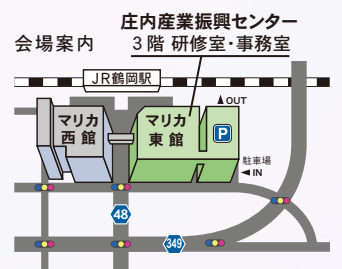 庄内産業振興センター
会場案内
3階 研修室・事務室
JR鶴岡駅
▲OUT
マリカ
西館
マリカ
東館
P
駐車場
◀IN
48
349